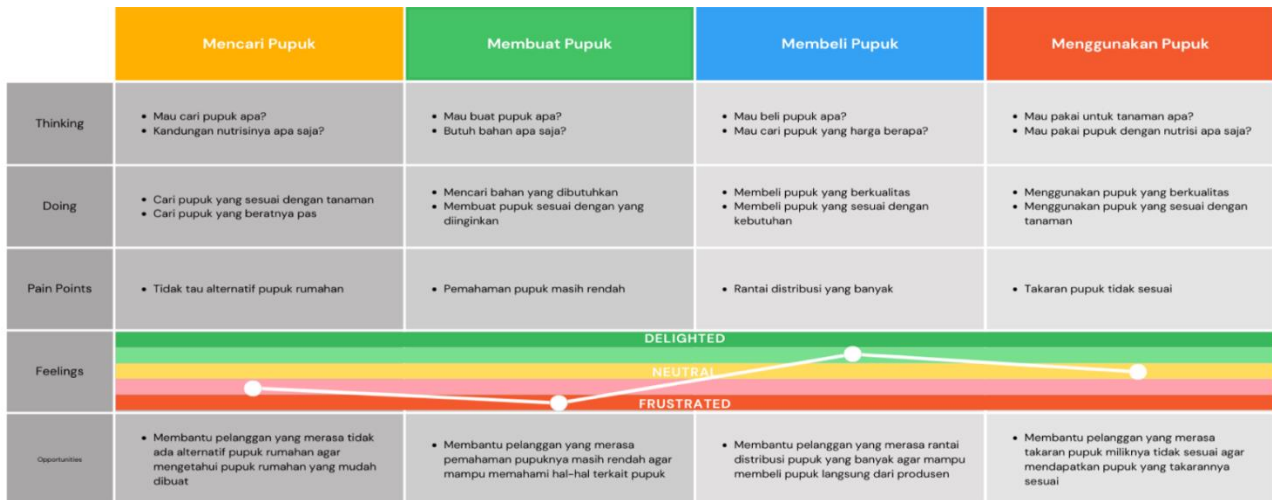 Mencari Pupuk
Membuat Pupuk
Membeli Pupuk
Menggunakan Pupuk
Thinking
• Mau cari pupuk apa?
• Kandungan nutrisinya apa saja?
• Mau buat pupuk apa?
• Butuh bahan apa saja?
• Mau beli pupuk apa?
• Mau cari pupuk yang harga berapa?
• Mau pakai untuk tanaman apa?
• Mau pakai pupuk dengan nutrisi apa saja?
Doing
• Cari pupuk yang sesuai dengan tanaman
• Cari pupuk yang beratnya pas
• Mencari bahan yang dibutuhkan
• Membuat pupuk sesuai dengan yang
diinginkan
• Membeli pupuk yang berkualitas
• Membeli pupuk yang sesuai dengan
kebutuhan
• Menggunakan pupuk yang berkualitas
• Menggunakan pupuk yang sesuai dengan
tanaman
Pain Points
• Tidak tau alternatif pupuk rumahan
• Pemahaman pupuk masih rendah
• Rantai distribusi yang banyak
• Takaran pupuk tidak sesuai
Feelings
DELIGHTED
NEUTRAL
FRUSTRATED
Opportunities
• Membantu pelanggan yang merasa tidak
ada alternatif pupuk rumahan agar
mengetahui pupuk rumahan yang mudah
dibuat
• Membantu pelanggan yang merasa
pemahaman pupuknya masih rendah agar
mampu memahami hal-hal terkait pupuk
• Membantu pelanggan yang merasa rantai
distribusi pupuk yang banyak agar mampu
membeli pupuk langsung dari produsen
• Membantu pelanggan yang merasa
takaran pupuk miliknya tidak sesuai agar
mendapatkan pupuk yang takarannya
sesuai